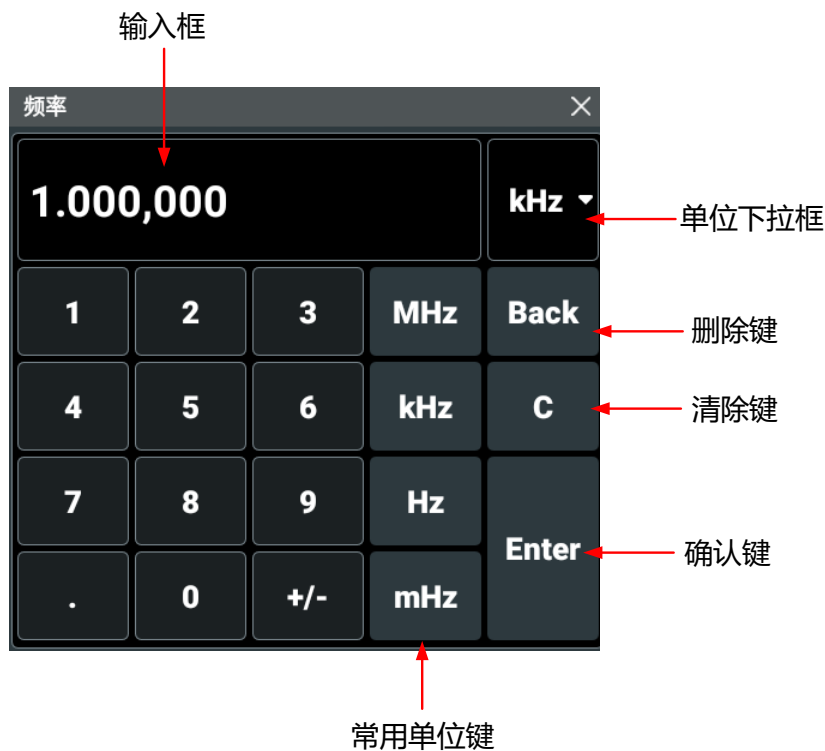 输入框
频率
1.000,000 kHz
单位下拉框
1 2 3 MHz Back
删除键
4 5 6 kHz C
清除键
7 8 9 Hz
Enter
确认键
. 0 +/- mHz
常用单位键